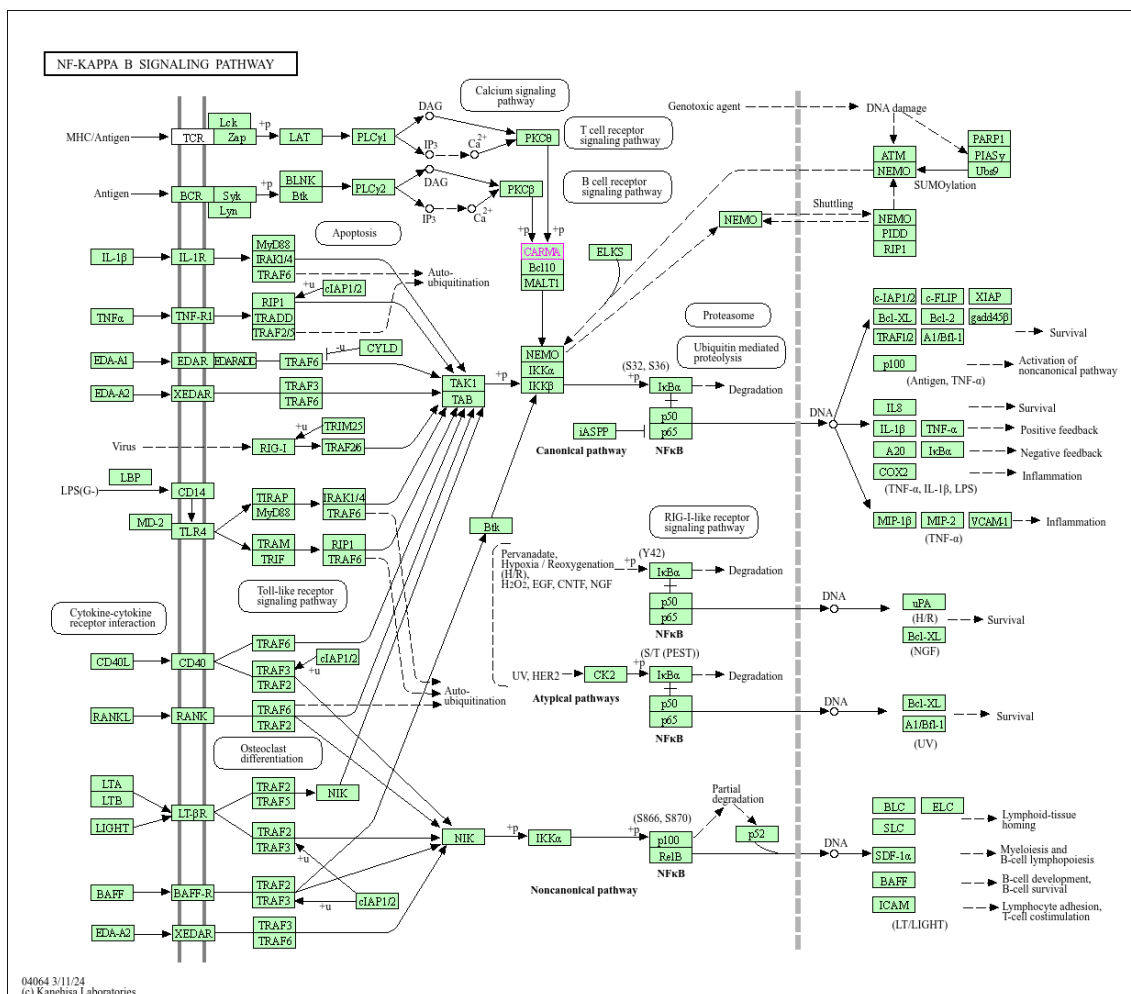 NF-KAPPA B SIGNALING PATHWAY
Calcium signaling
pathway
T cell receptor
signaling pathway
B cell receptor
signaling pathway
MHC/Antigen
TCR
Lck
Zap
+p
LAT
PLCγ1
DAG
IP3
Ca2+
PKCθ
Antigen
BCR
Syk
Lyn
+p
BLNK
Btk
PLCγ2
DAG
IP3
Ca2+
PKCβ
+p
+p
Genotoxic agent
DNA damage
ATM
NEMO
PARP1
PIASγ
Ubs9
SUMOylation
Shuttling
NEMO
NEMO
PIDD
RIP1
Apoptosis
CARMA
Bcl10
MALT1
ELKS
IL-1β
IL-1R
MyD88
IRAK1/4
TRAF6
Auto-
ubiquitination
TNFα
TNF-R1
RIP1
TRADD
TRAF2/5
+u
cIAP1/2
EDA-A1
EDAR
EDARADD
TRAF6
-u
CYLD
EDA-A2
XEDAR
TRAF3
TRAF6
TAK1
TAB
+p
NEMO
IKKα
IKKβ
Proteasome
Ubiquitin mediated
proteolysis
(S32, S36)
+p
IκBα
Degradation
p50
p65
iASPP
Canonical pathway
NFκB
DNA
c-IAP1/2
c-FLIP
XIAP
Bcl-XL
Bcl-2
gadd45β
TRAF1/2
A1/Bfl-1
Survival
p100
Activation of
noncanonical pathway
(Antigen, TNF-α)
IL8
Survival
IL-1β
TNF-α
Positive feedback
A20
IκBα
Negative feedback
COX2
Inflammation
(TNF-α, IL-1β, LPS)
MIP-1β
MIP-2
VCAM-1
Inflammation
(TNF-α)
Virus
RIG-I
+u
TRIM25
TRAF2/6
LPS(G-)
LBP
CD14
MD-2
TLR4
TIRAP
MyD88
IRAK1/4
TRAF6
TRAM
TRIF
RIP1
TRAF6
Btk
Toll-like receptor
signaling pathway
Cytokine-cytokine
receptor interaction
RIG-I-like receptor
signaling pathway
Pervanadate,
Hypoxia / Reoxygenation
(H/R),
H2O2, EGF, CNTF, NGF
+p
(Y42)
IκBα
Degradation
p50
p65
NFκB
DNA
uPA
(H/R)
Bcl-XL
(NGF)
Survival
CD40L
CD40
TRAF6
TRAF3
TRAF2
+u
cIAP1/2
UV, HER2
CK2
+p
(S/T (PEST))
IκBα
Degradation
Atypical pathways
p50
p65
NFκB
DNA
Bcl-XL
A1/Bfl-1
(UV)
Survival
Auto-
ubiquitination
RANKL
RANK
TRAF6
TRAF2
Osteoclast
differentiation
LTA
LTB
LIGHT
LT-βR
TRAF2
TRAF5
NIK
TRAF2
TRAF3
+u
NIK
+p
IKKα
+p
(S866, S870)
p100
RelB
NFκB
Partial
degradation
p52
DNA
Noncanonical pathway
BAFF
BAFF-R
TRAF2
TRAF3
+u
cIAP1/2
EDA-A2
XEDAR
TRAF3
TRAF6
BLC
ELC
SLC
Lymphoid-tissue
homing
SDF-1α
Myeloiesis and
B-cell lymphopoiesis
BAFF
B-cell development,
B-cell survival
ICAM
Lymphocyte adhesion,
T-cell costimulation
(LT/LIGHT)
04064 3/11/24
(c) Kanehisa Laboratories